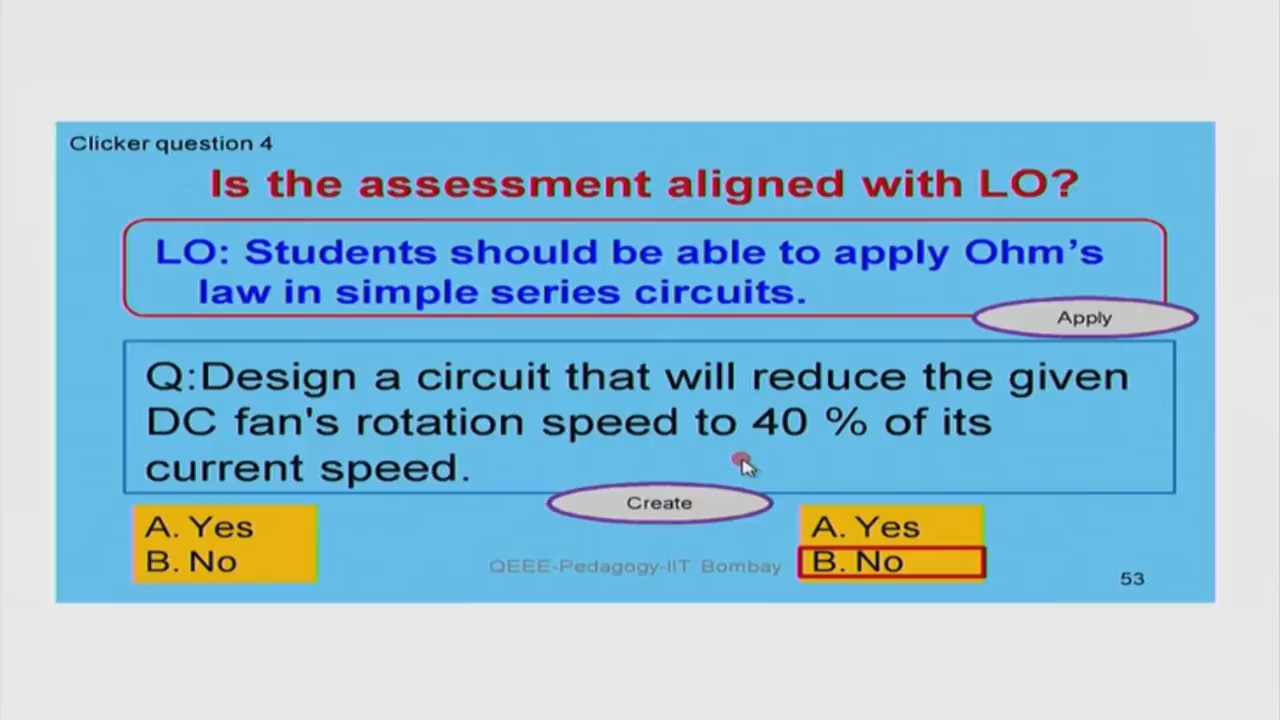 Clicker question 4
Is the assessment aligned with LO?
LO: Students should be able to apply Ohm's
law in simple series circuits.
Apply
Q:Design a circuit that will reduce the given
DC fan's rotation speed to 40 % of its
current speed.
Create
A. Yes
B. No
A. Yes
B. No
QEEE-Pedagogy-IIT Bombay
53